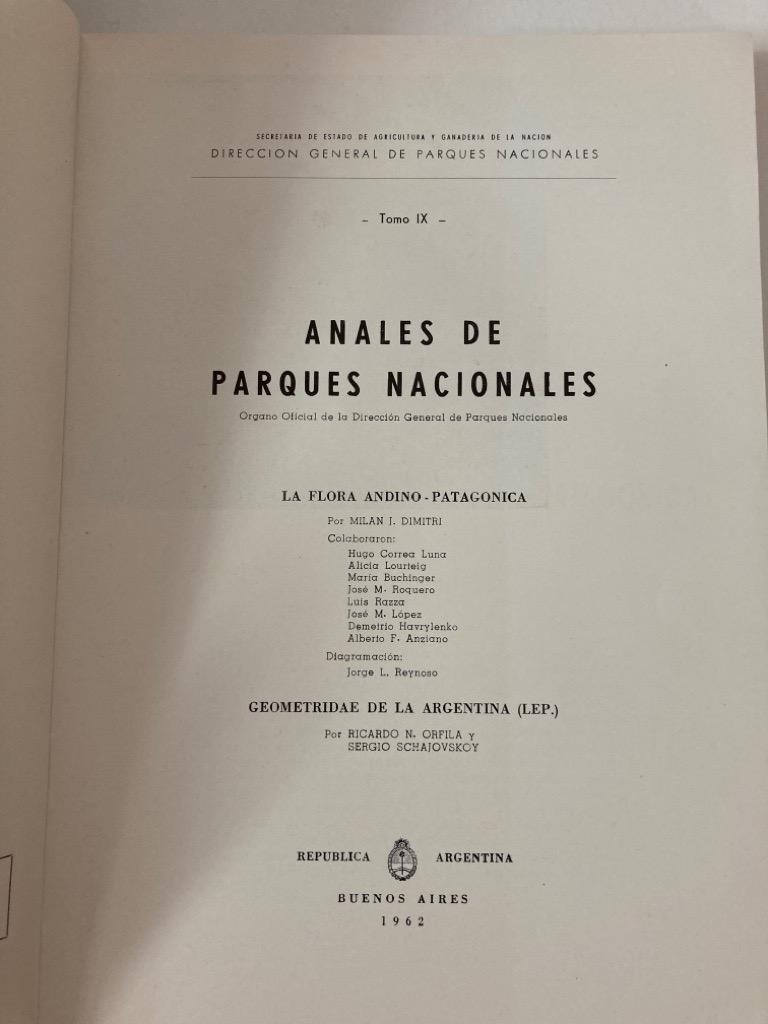 SECRETARIA DE ESTADO DE AGRICULTURA Y GANADERIA DE LA NACION
DIRECCION GENERAL DE PARQUES NACIONALES
- Tomo IX -
ANALES DE
PARQUES NACIONALES
Organo Oficial de la Dirección General de Parques Nacionales
LA FLORA ANDINO-PATAGONICA
Por MILAN J. DIMITRI
Colaboraron:
Hugo Correa Luna
Alicia Lourteig
María Buchinger
José M. Roquero
Luis Razza
José M. López
Demetrio Havrylenko
Alberto F. Anziano
Diagramación:
Jorge L. Reynoso
GEOMETRIDAE DE LA ARGENTINA (LEP.)
Por RICARDO N. ORFILA y
SERGIO SCHAJOVSKOY
REPUBLICA ARGENTINA
BUENOS AIRES
1962